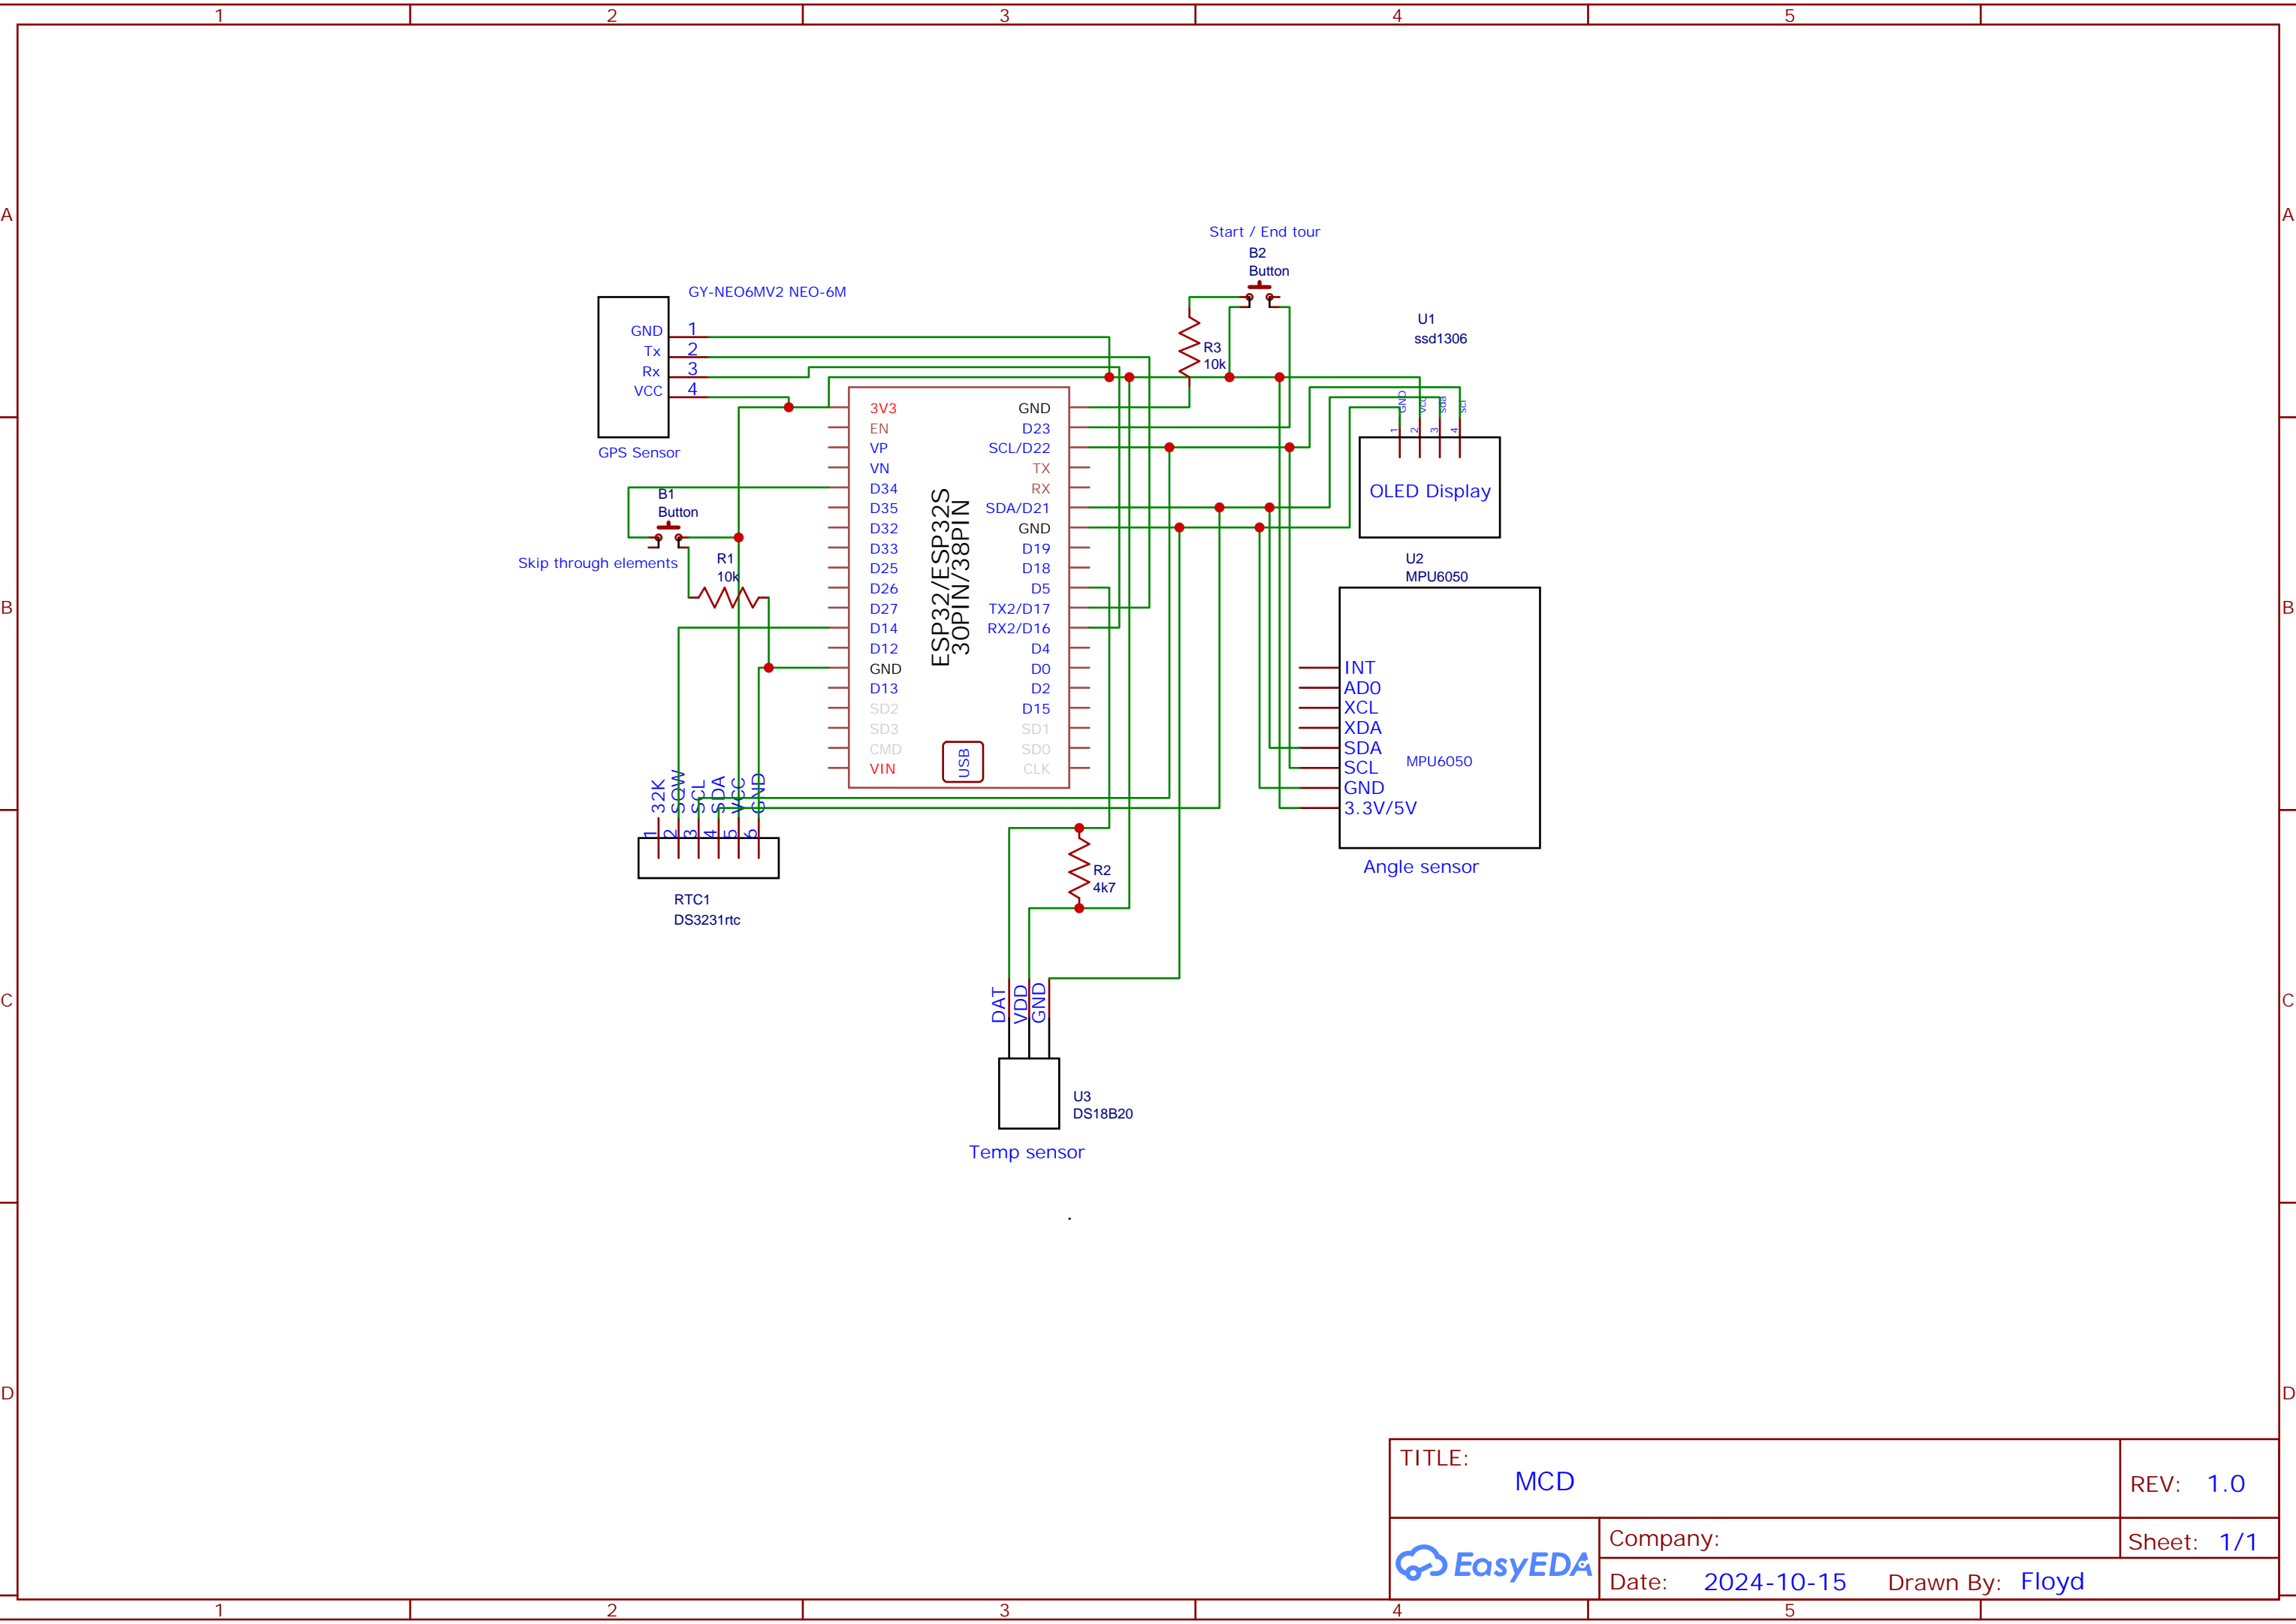 1 2 3 4 5
A A
B B
C C
D D
Start / End tour
B2
Button
GY-NEO6MV2 NEO-6M
GND 1
Tx 2
Rx 3
VCC 4
GPS Sensor
R3
10k
U1
ssd1306
GND
vcc
sda
scl
1
2
3
4
OLED Display
B1
Button
Skip through elements
R1
10k
3V3
EN
VP
VN
D34
D35
D32
D33
D25
D26
D27
D14
D12
GND
D13
SD2
SD3
CMD
VIN
ESP32/ESP32S
30PIN/38PIN
USB
GND
D23
SCL/D22
TX
RX
SDA/D21
GND
D19
D18
D5
TX2/D17
RX2/D16
D4
D0
D2
D15
SD1
SD0
CLK
U2
MPU6050
INT
AD0
XCL
XDA
SDA
SCL
GND
3.3V/5V
MPU6050
Angle sensor
32K
SQW
SCL
SDA
VCC
GND
1
2
3
4
5
6
RTC1
DS3231rtc
R2
4k7
DAT
VDD
GND
U3
DS18B20
Temp sensor
.
TITLE:
MCD
REV: 1.0
EasyEDA
Company:
Sheet: 1/1
Date: 2024-10-15 Drawn By: Floyd
1 2 3 4 5